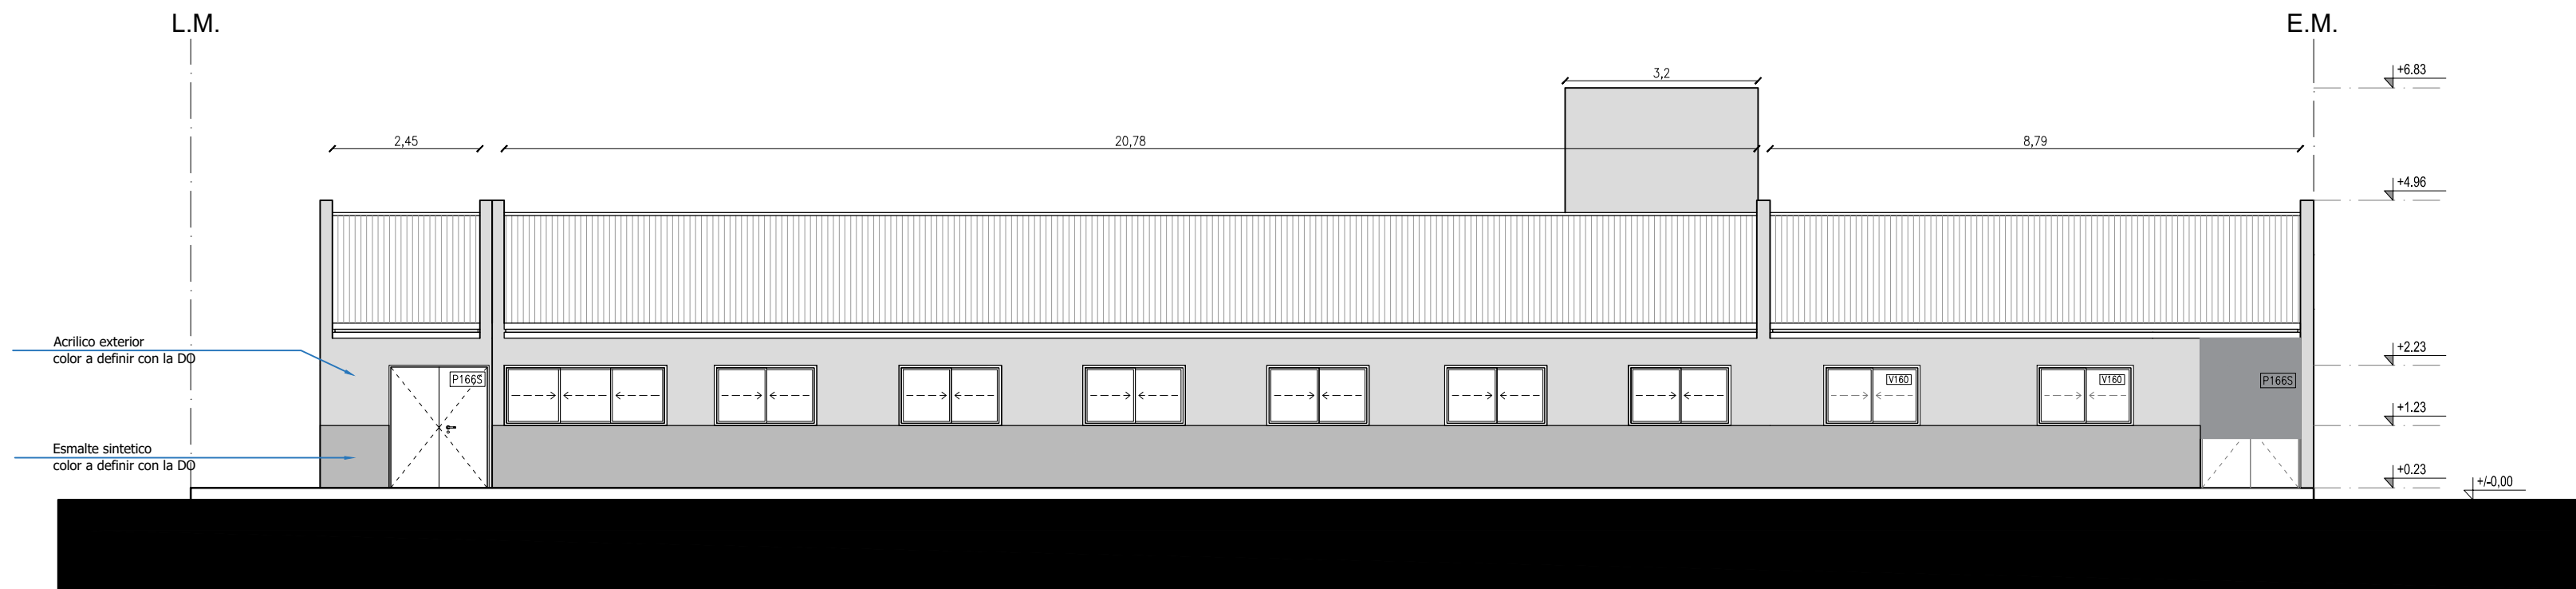 L.M.
E.M.
3,2
+6.83
2,45
20,78
8,79
+4.96
Acrilico exterior
color a definir con la DO
+2.23
P166S
V160
V160
P166S
+1.23
Esmalte sintetico
color a definir con la DO
+0.23
+/-0,00